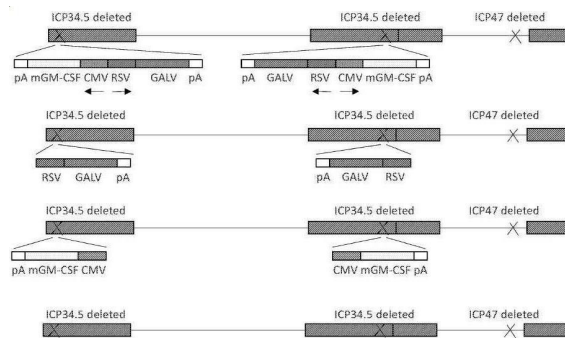 ICP34.5 deleted ICP34.5 deleted ICP47 deleted
pA mGM-CSF CMV RSV GALV pA pA GALV RSV CMV mGM-CSF pA
ICP34.5 deleted ICP34.5 deleted ICP47 deleted
RSV GALV pA pA GALV RSV
ICP34.5 deleted ICP34.5 deleted ICP47 deleted
pA mGM-CSF CMV CMV mGM-CSF pA
ICP34.5 deleted ICP34.5 deleted ICP47 deleted